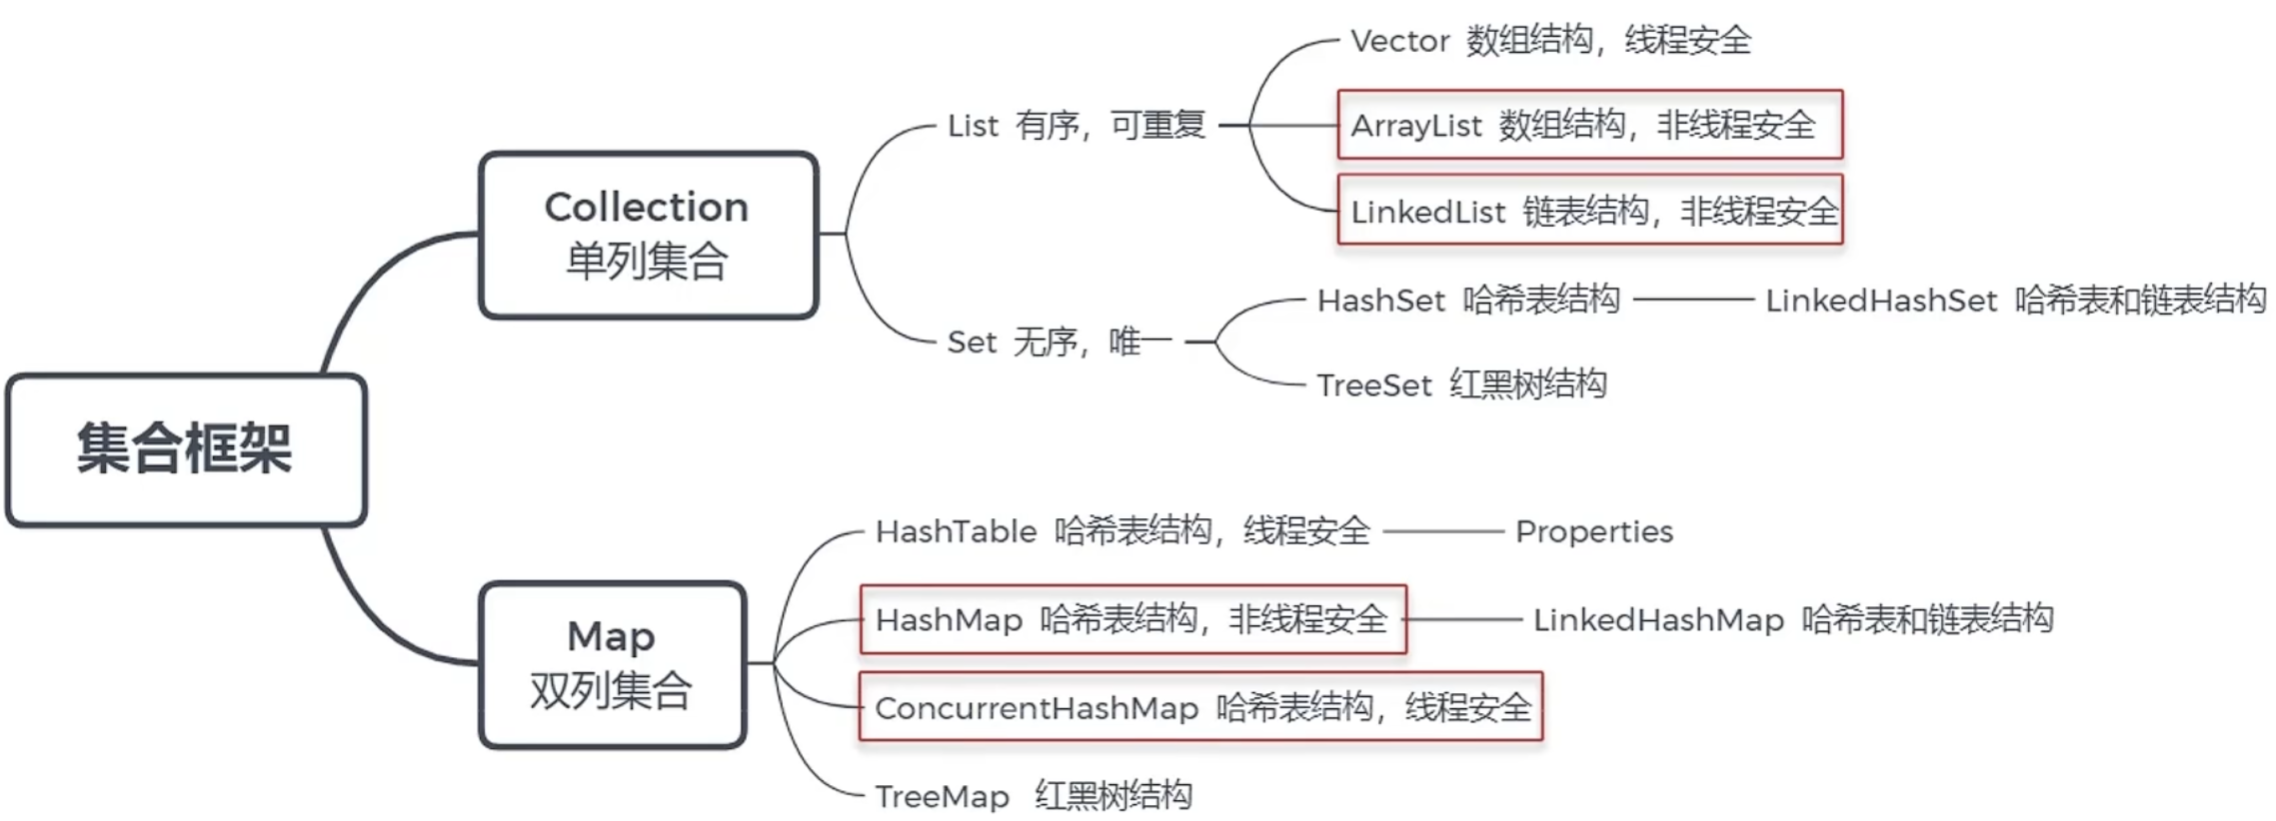 集合框架
Collection
单列集合
List 有序，可重复
Vector 数组结构，线程安全
ArrayList 数组结构，非线程安全
LinkedList 链表结构，非线程安全
Set 无序，唯一
HashSet 哈希表结构
LinkedHashSet 哈希表和链表结构
TreeSet 红黑树结构
Map
双列集合
HashTable 哈希表结构，线程安全
Properties
HashMap 哈希表结构，非线程安全
LinkedHashMap 哈希表和链表结构
ConcurrentHashMap 哈希表结构，线程安全
TreeMap 红黑树结构